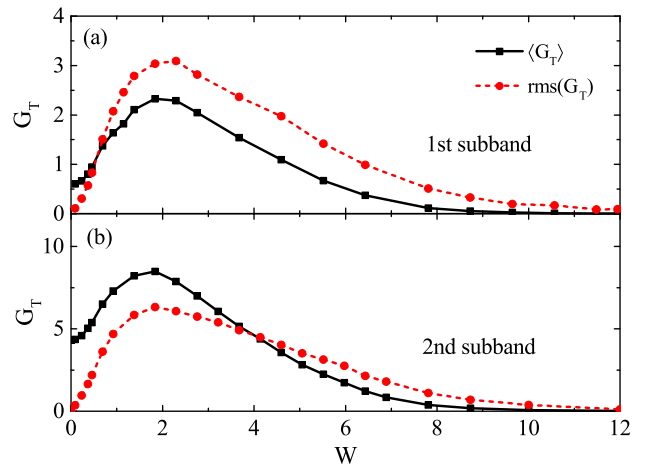 4
(a)
⟨G_T⟩
3
rms(G_T)
G_T
2
1st subband
1
0
(b)
10
G_T
5
2nd subband
0
0 2 4 6 8 10 12
W